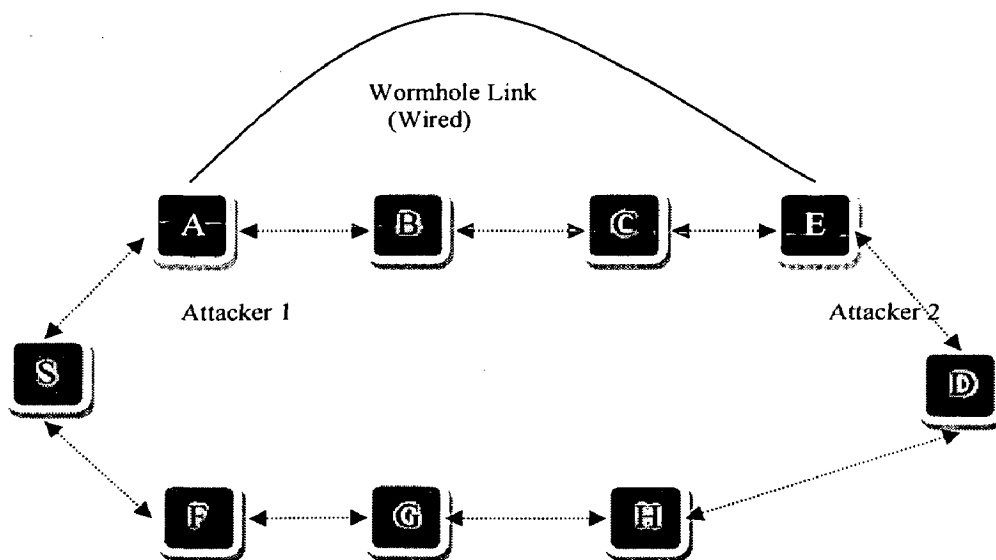 Wormhole Link
(Wired)
A B C E
Attacker 1 Attacker 2
S D
F G H